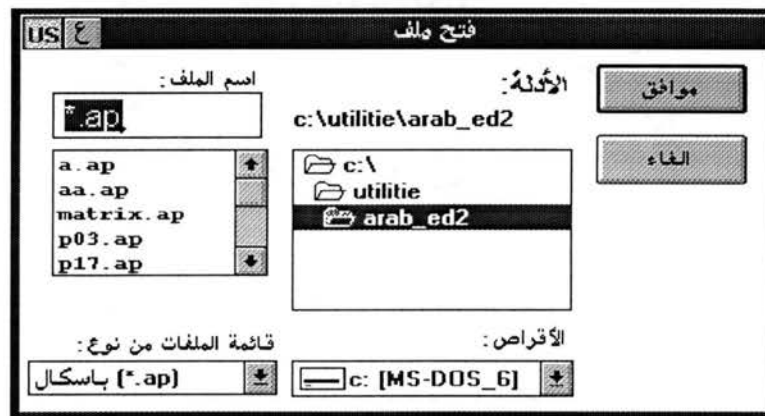 US ع
فتح ملف
اسم الملف:
*.ap
a.ap
aa.ap
matrix.ap
p03.ap
p17.ap
قائمة الملفات من نوع:
باسكال (*.ap)
الأدلة:
c:\utilitie\arab_ed2
c:\
utilitie
arab_ed2
الأقراص:
c: [MS-DOS_6]
موافق
الغاء